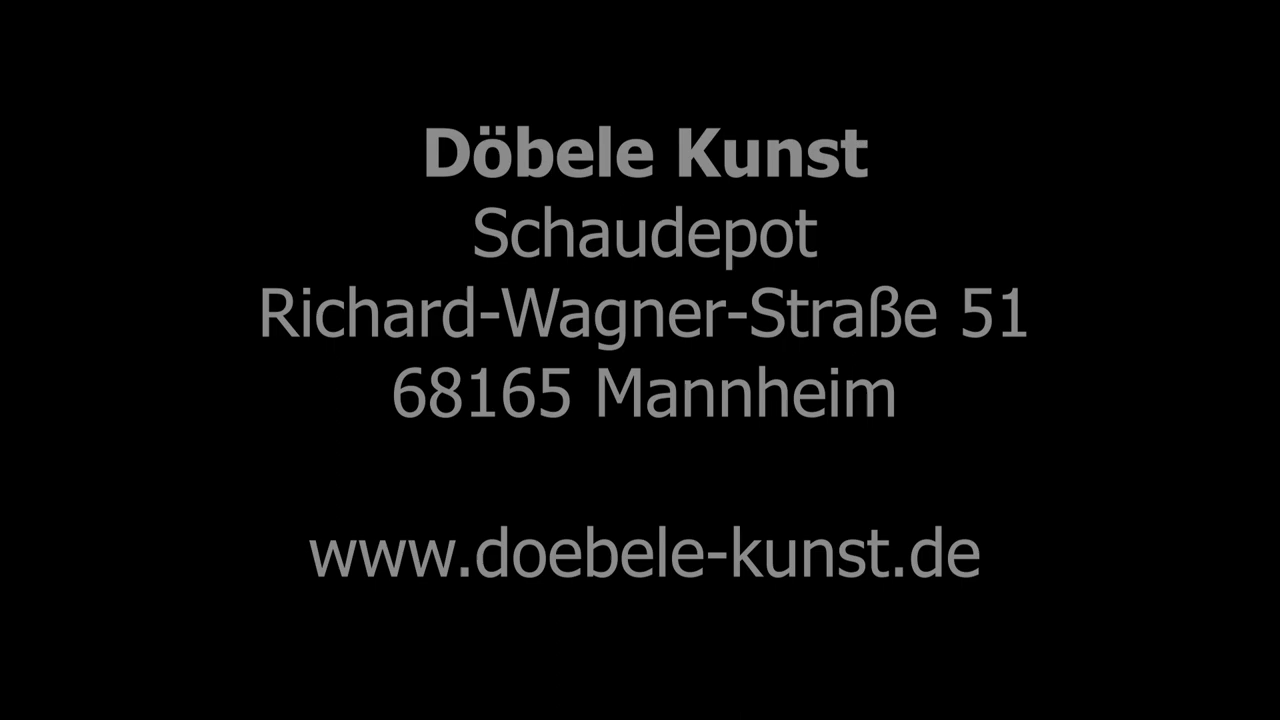 Döbele Kunst
Schaudepot
Richard-Wagner-Straße 51
68165 Mannheim
www.doebele-kunst.de